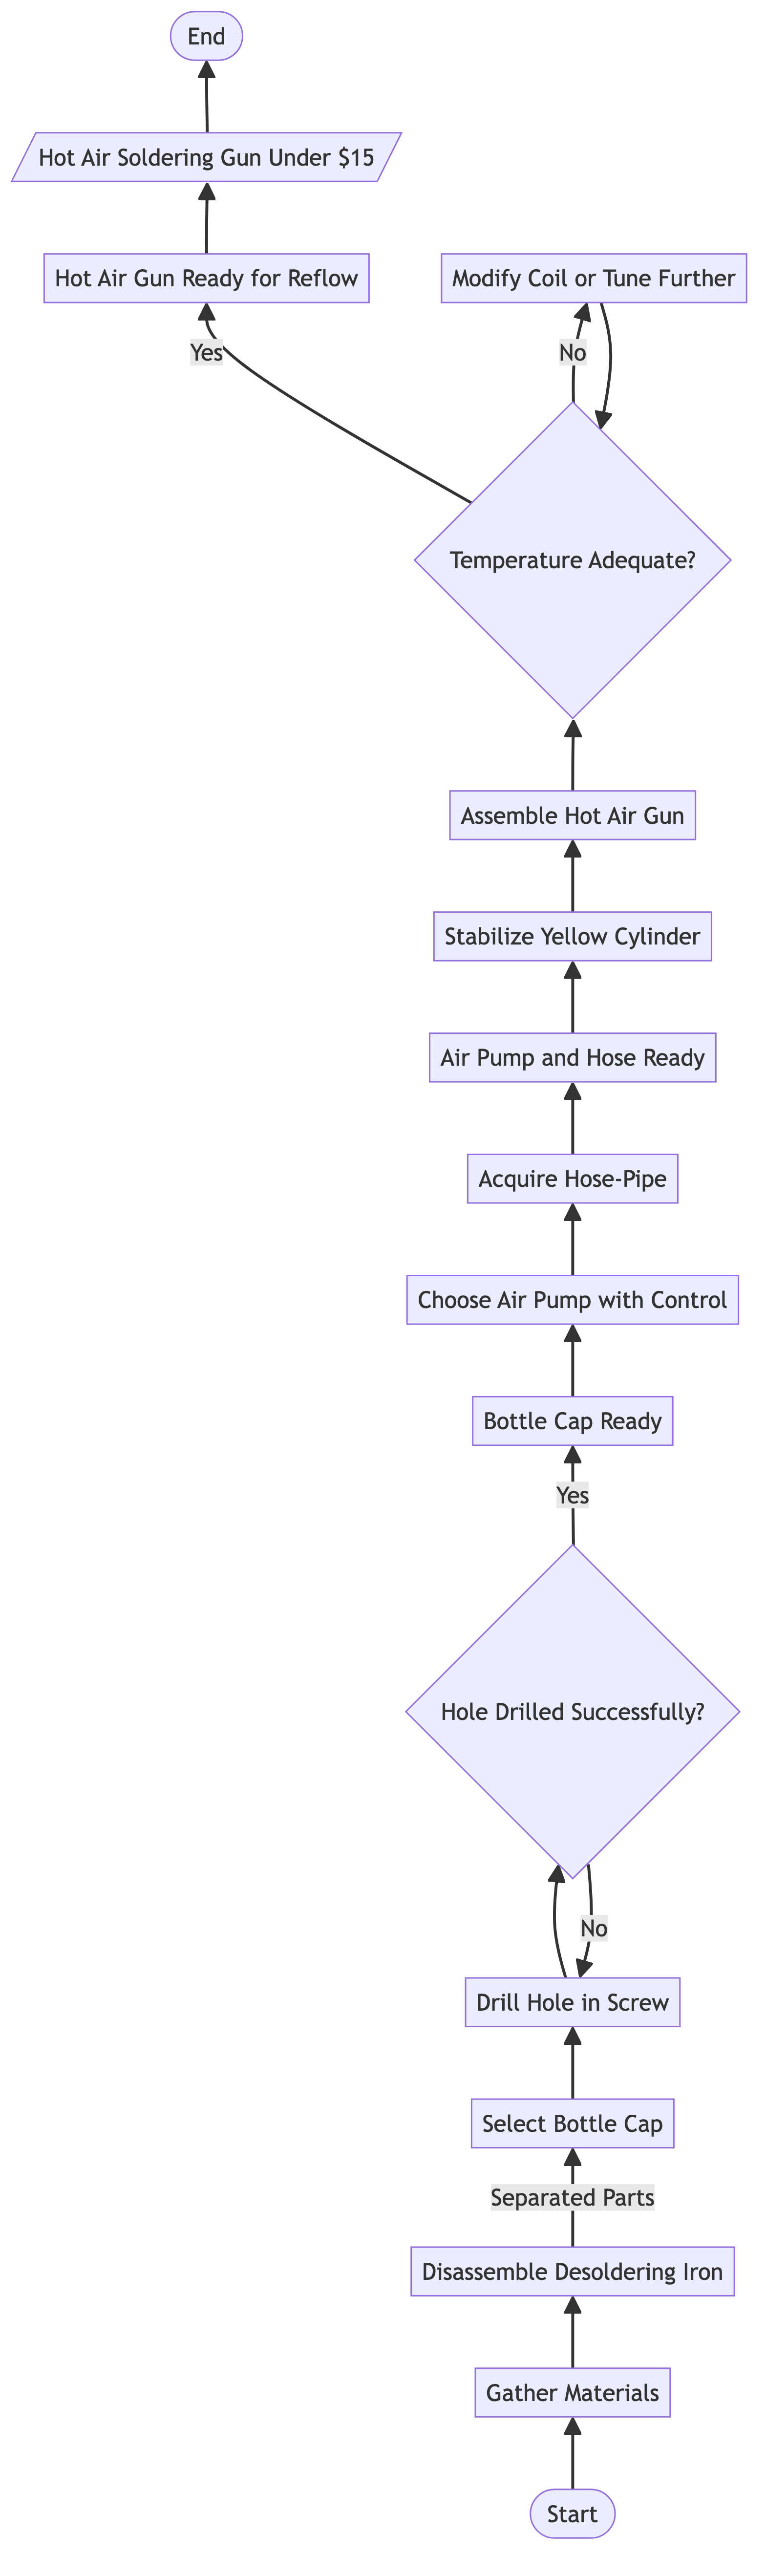 End
Hot Air Soldering Gun Under $15
Hot Air Gun Ready for Reflow
Modify Coil or Tune Further
Yes
No
Temperature Adequate?
Assemble Hot Air Gun
Stabilize Yellow Cylinder
Air Pump and Hose Ready
Acquire Hose-Pipe
Choose Air Pump with Control
Bottle Cap Ready
Yes
Hole Drilled Successfully?
No
Drill Hole in Screw
Select Bottle Cap
Separated Parts
Disassemble Desoldering Iron
Gather Materials
Start